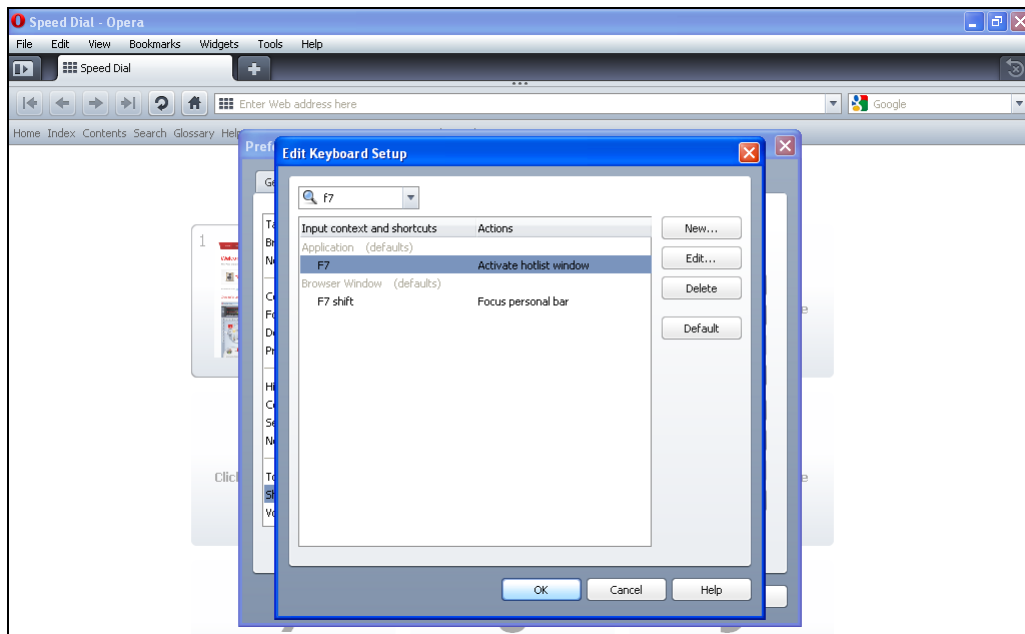 Speed Dial - Opera
File Edit View Bookmarks Widgets Tools Help
Speed Dial
Enter Web address here
Google
Home Index Contents Search Glossary Help
Edit Keyboard Setup
f7
Input context and shortcuts Actions
New...
Application (defaults)
F7 Activate hotlist window
Edit...
Browser Window (defaults)
Delete
F7 shift Focus personal bar
Default
1
OK Cancel Help